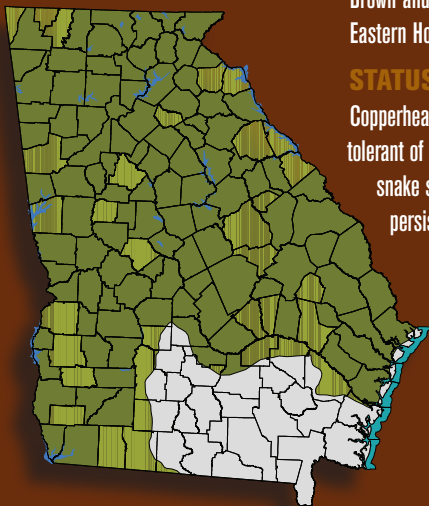 Brown and
Eastern Ho
STATUS
Copperhea
tolerant of
snake s
persis